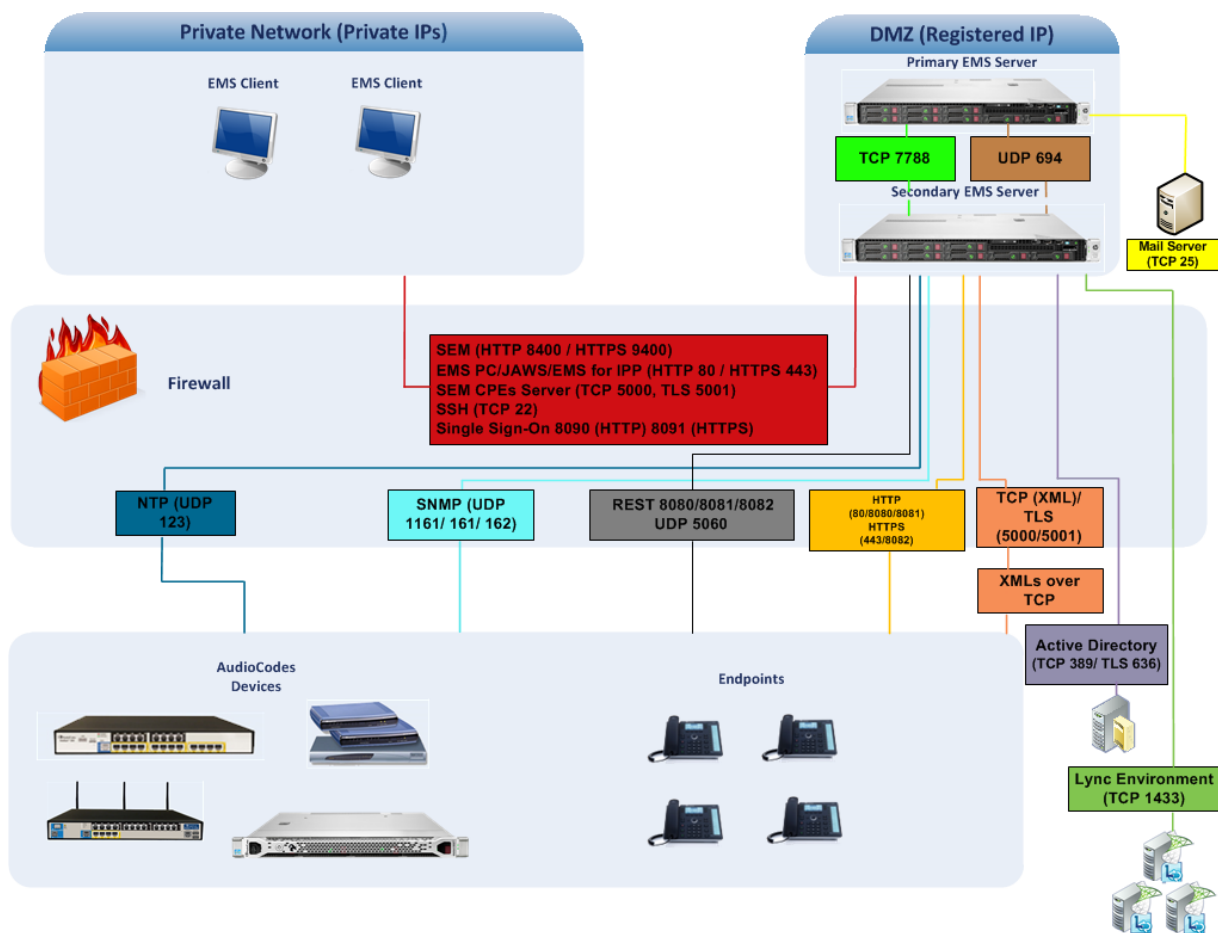 Private Network (Private IPs)
DMZ (Registered IP)
EMS Client
EMS Client
Primary EMS Server
TCP 7788
UDP 694
Secondary EMS Server
Mail Server
(TCP 25)
Firewall
SEM (HTTP 8400 / HTTPS 9400)
EMS PC/JAWS/EMS for IPP (HTTP 80 / HTTPS 443)
SEM CPEs Server (TCP 5000, TLS 5001)
SSH (TCP 22)
Single Sign-On 8090 (HTTP) 8091 (HTTPS)
NTP (UDP
123)
SNMP (UDP
1161/ 161/ 162)
REST 8080/8081/8082
UDP 5060
HTTP
(80/8080/8081)
HTTPS
(443/8082)
TCP (XML)/
TLS
(5000/5001)
XMLs over
TCP
Active Directory
(TCP 389/ TLS 636)
AudioCodes
Devices
Endpoints
Lync Environment
(TCP 1433)